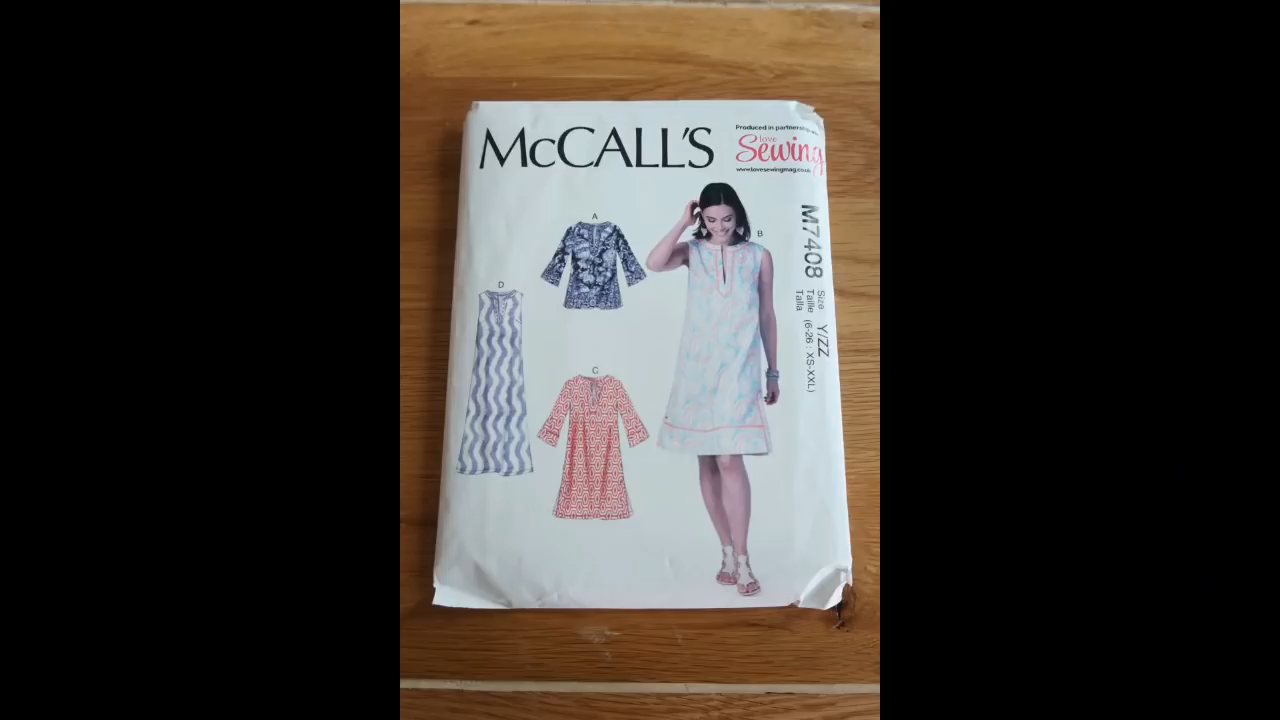 McCALL'S
Produced in partnership
love
Sewing
www.lovesewingmag.co.uk
A
B
D
C
M7408
Size
Taille
Talla
Y/ZZ
(6-26 : XS-XXL)